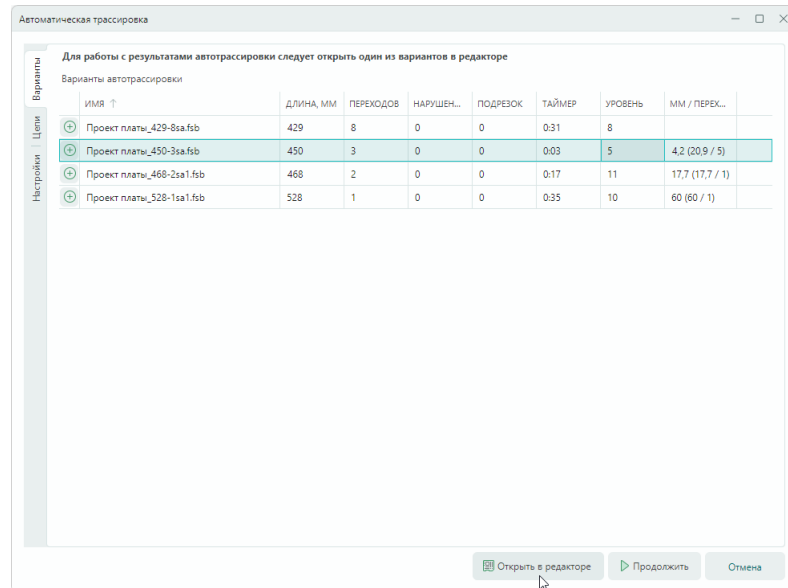 Автоматическая трассировка
Варианты
Цепи
Настройки
Для работы с результатами автотрассировки следует открыть один из вариантов в редакторе
Варианты автотрассировки
ИМЯ ↑ ДЛИНА, ММ ПЕРЕХОДОВ НАРУШЕН... ПОДРЕЗОК ТАЙМЕР УРОВЕНЬ ММ / ПЕРЕХ...
Проект платы_429-8sa.fsb 429 8 0 0 0:31 8
Проект платы_450-3sa.fsb 450 3 0 0 0:03 5 4,2 (20,9 / 5)
Проект платы_468-2sa1.fsb 468 2 0 0 0:17 11 17,7 (17,7 / 1)
Проект платы_528-1sa1.fsb 528 1 0 0 0:35 10 60 (60 / 1)
Открыть в редакторе Продолжить Отмена